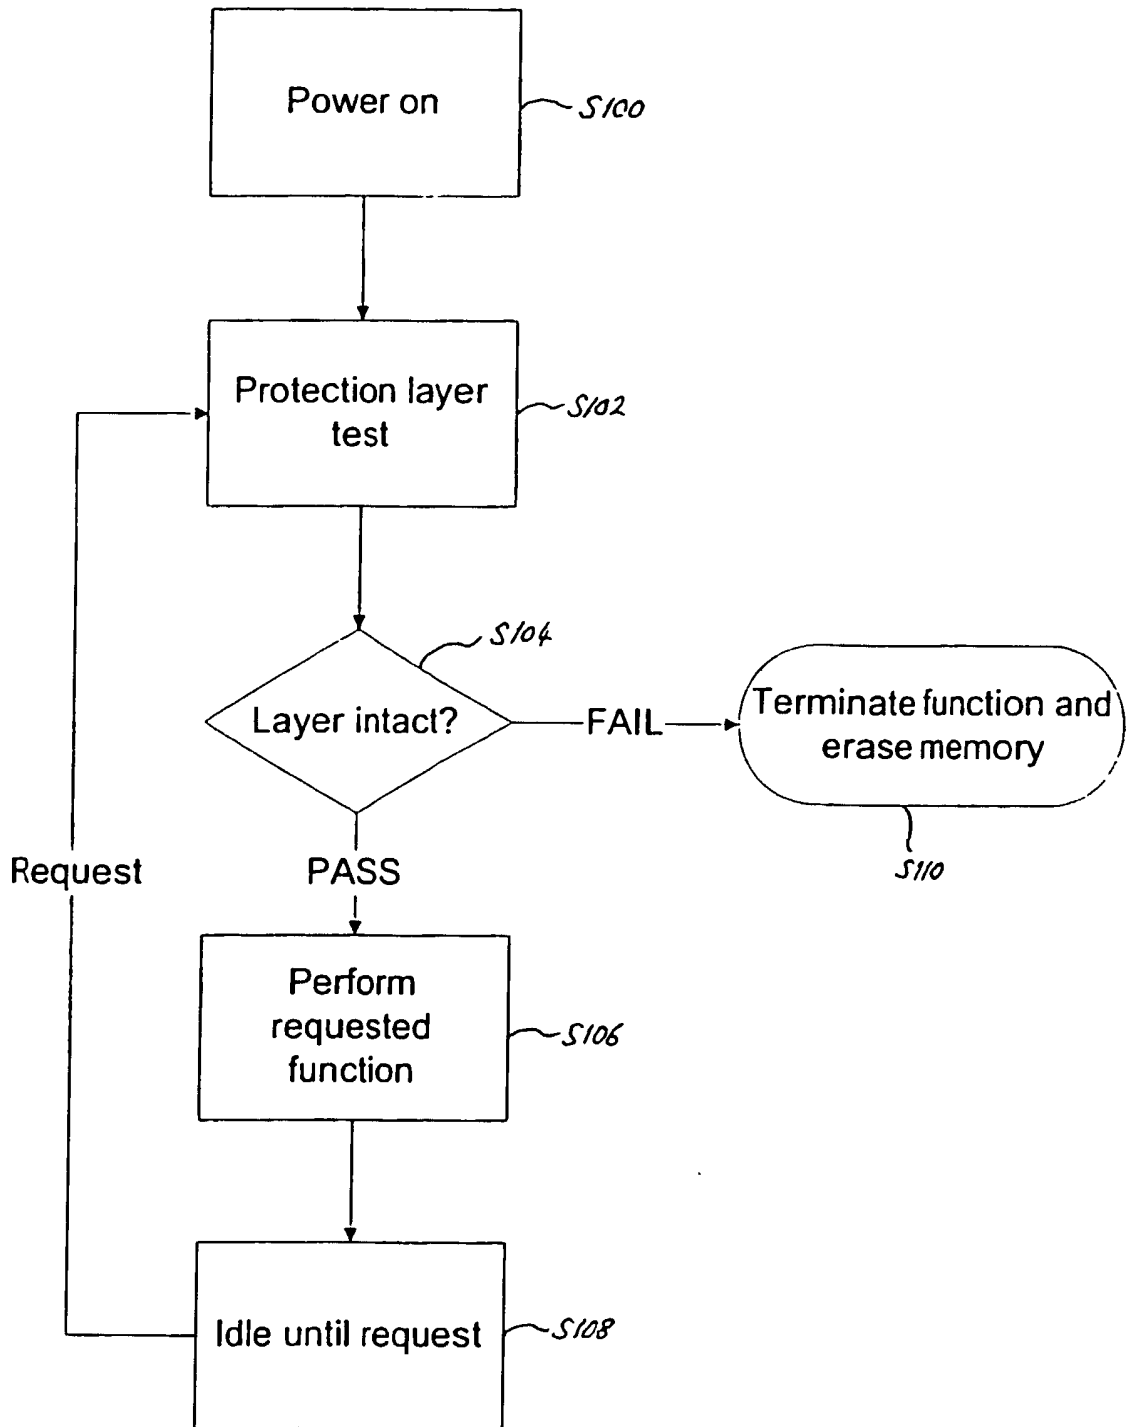 Power on
S100
Protection layer
test
S102
S104
Layer intact?
FAIL
Terminate function and
erase memory
S110
Request
PASS
Perform
requested
function
S106
Idle until request
S108